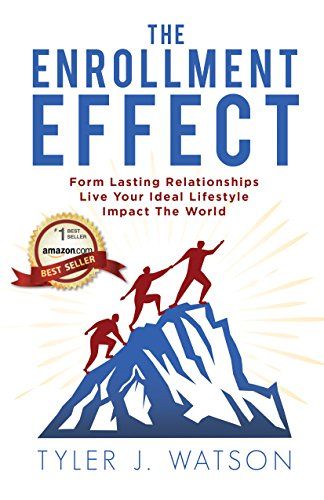 THE
ENROLLMENT
EFFECT
Form Lasting Relationships
Live Your Ideal Lifestyle
Impact The World
#1 BEST
SELLER
amazon.com
BEST SELLER
TYLER J. WATSON